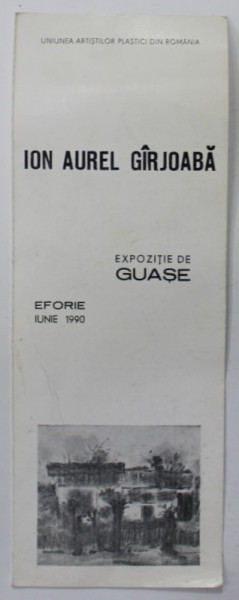 UNIUNEA ARTIȘTILOR PLASTICI DIN ROMÂNIA
ION AUREL GÎRJOABĂ
EXPOZIȚIE DE
GUAȘE
EFORIE
IUNIE 1990